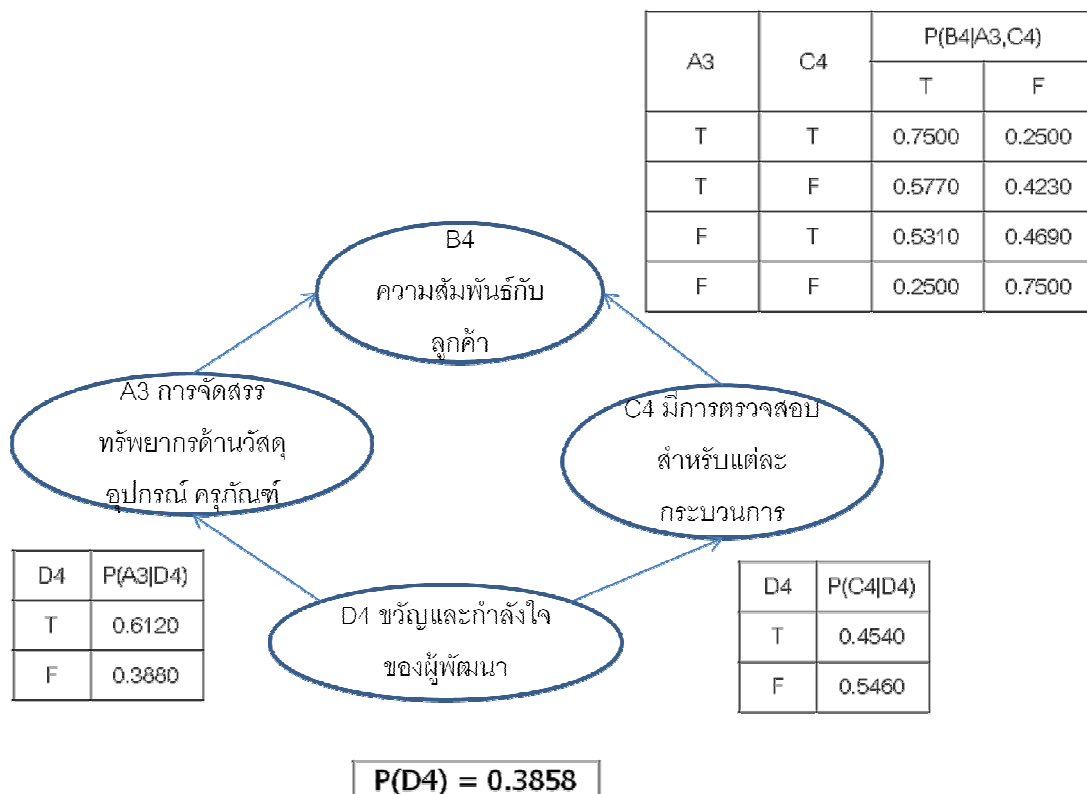 P(B4|A3,C4)
A3 C4
T F
T T 0.7500 0.2500
T F 0.5770 0.4230
F T 0.5310 0.4690
F F 0.2500 0.7500
B4
ความสัมพันธ์กับ
ลูกค้า
A3 การจัดสรร
ทรัพยากรด้านวัสดุ
อุปกรณ์ ครุภัณฑ์
C4 มีการตรวจสอบ
สำหรับแต่ละ
กระบวนการ
D4 P(A3|D4)
T 0.6120
F 0.3880
D4 ขวัญและกำลังใจ
ของผู้พัฒนา
D4 P(C4|D4)
T 0.4540
F 0.5460
P(D4) = 0.3858